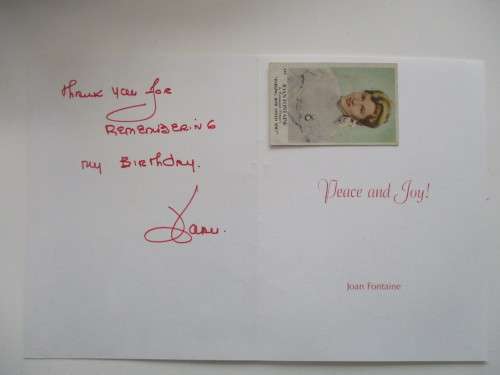 Thank you for
REMEMBERING
my BirthDay.
Joan.
Peace and Joy!
Joan Fontaine